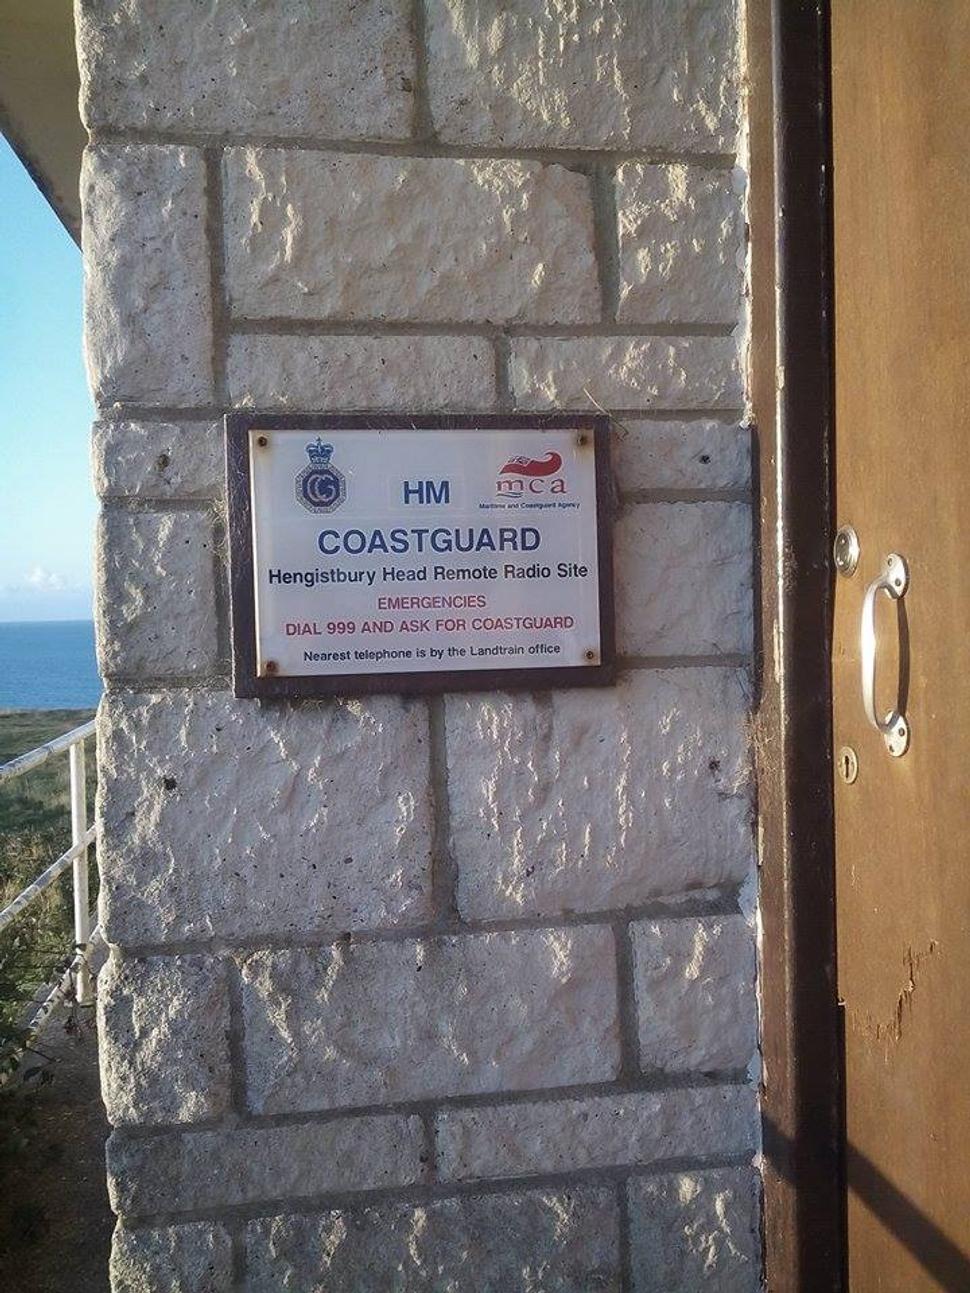 HM
mca
Maritime and Coastguard Agency
COASTGUARD
Hengistbury Head Remote Radio Site
EMERGENCIES
DIAL 999 AND ASK FOR COASTGUARD
Nearest telephone is by the Landtrain office